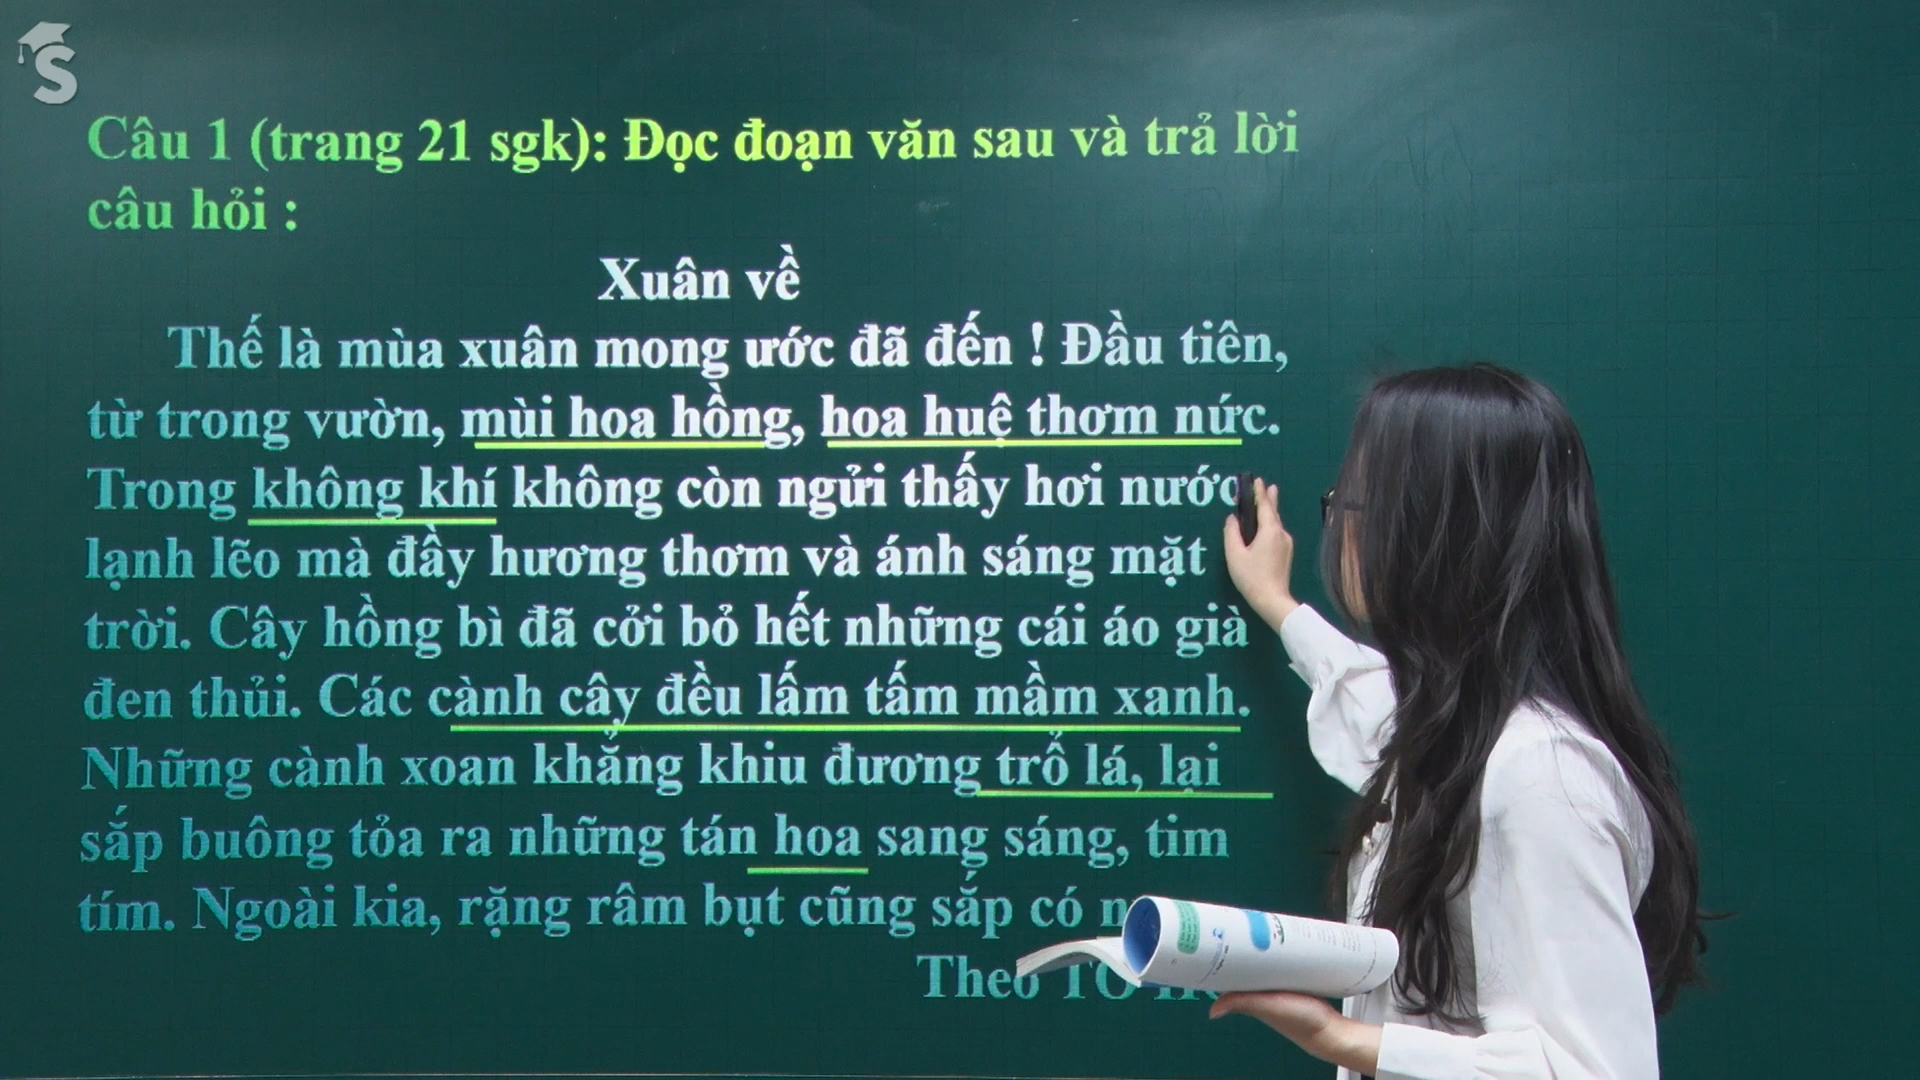 S
Câu 1 (trang 21 sgk): Đọc đoạn văn sau và trả lời
câu hỏi :
Xuân về
Thế là mùa xuân mong ước đã đến ! Đầu tiên,
từ trong vườn, mùi hoa hồng, hoa huệ thơm nức.
Trong không khí không còn ngửi thấy hơi nước
lạnh lẽo mà đầy hương thơm và ánh sáng mặt
trời. Cây hồng bì đã cởi bỏ hết những cái áo già
đen thủi. Các cành cây đều lấm tấm mầm xanh.
Những cành xoan khẳng khiu đương trổ lá, lại
sắp buông tỏa ra những tán hoa sang sáng, tim
tím. Ngoài kia, rặng râm bụt cũng sắp có
Theo TÔ